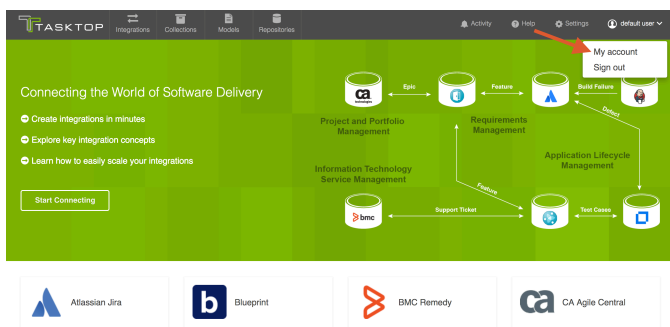 TASKTOP
Integrations
Collections
Models
Repositories
Activity
Help
Settings
default user
My account
Sign out
Connecting the World of Software Delivery
Create integrations in minutes
Explore key integration concepts
Learn how to easily scale your integrations
Start Connecting
ca
technologies
Epic
Feature
Build Failure
Project and Portfolio
Management
Requirements
Management
Defect
Application Lifecycle
Management
Information Technology
Service Management
Feature
bmc
Support Ticket
Test Cases
Atlassian Jira
b
Blueprint
BMC Remedy
ca
CA Agile Central